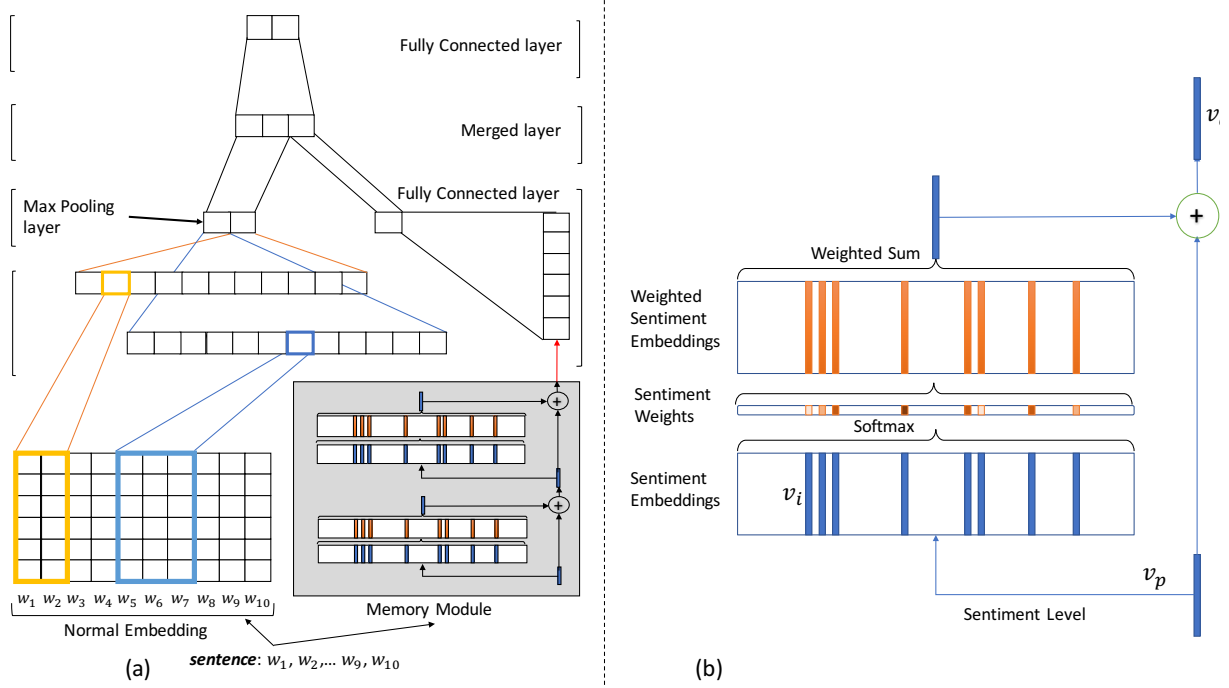 Fully Connected layer
Merged layer
Fully Connected layer
Max Pooling
layer
+
+
w₁ w₂ w₃ w₄ w₅ w₆ w₇ w₈ w₉ w₁₀
Normal Embedding
Memory Module
sentence: w₁, w₂,... w₉, w₁₀
(a)
+
Weighted Sum
Weighted
Sentiment
Embeddings
Sentiment
Weights
Softmax
Sentiment
Embeddings
vᵢ
vₚ
Sentiment Level
(b)